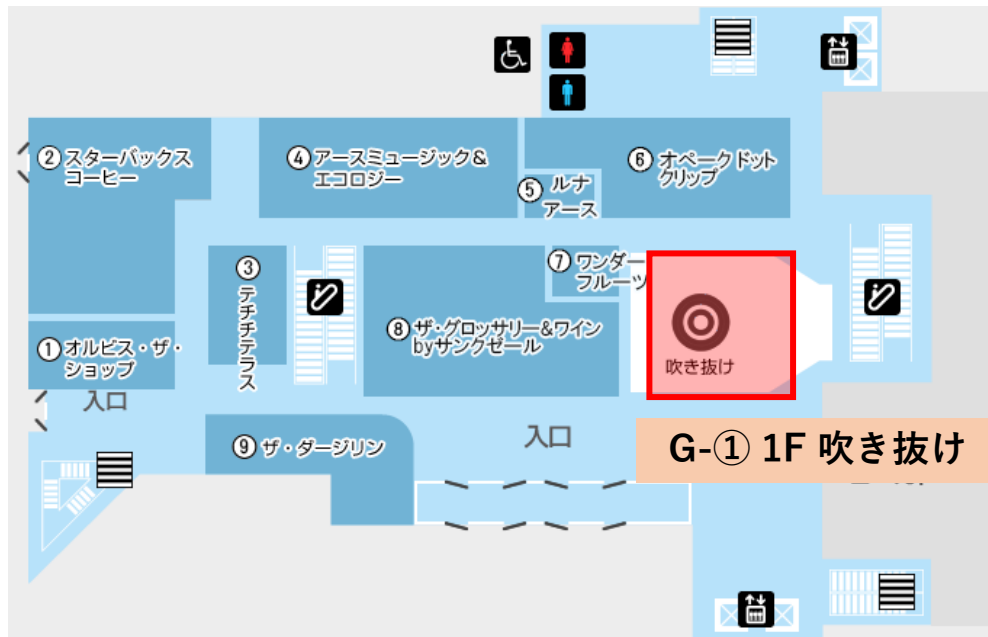 ② スターバックス
コーヒー
④ アースミュージック&
エコロジー
⑥ オペークドット
クリップ
⑤ ルナ
アース
③
テチチテラス
⑦ ワンダー
フルーツ
⑧ ザ・グロッサリー&ワイン
byサンクゼール
吹き抜け
① オルビス・ザ・
ショップ
入口
⑨ ザ・ダージリン
入口
G-① 1F 吹き抜け